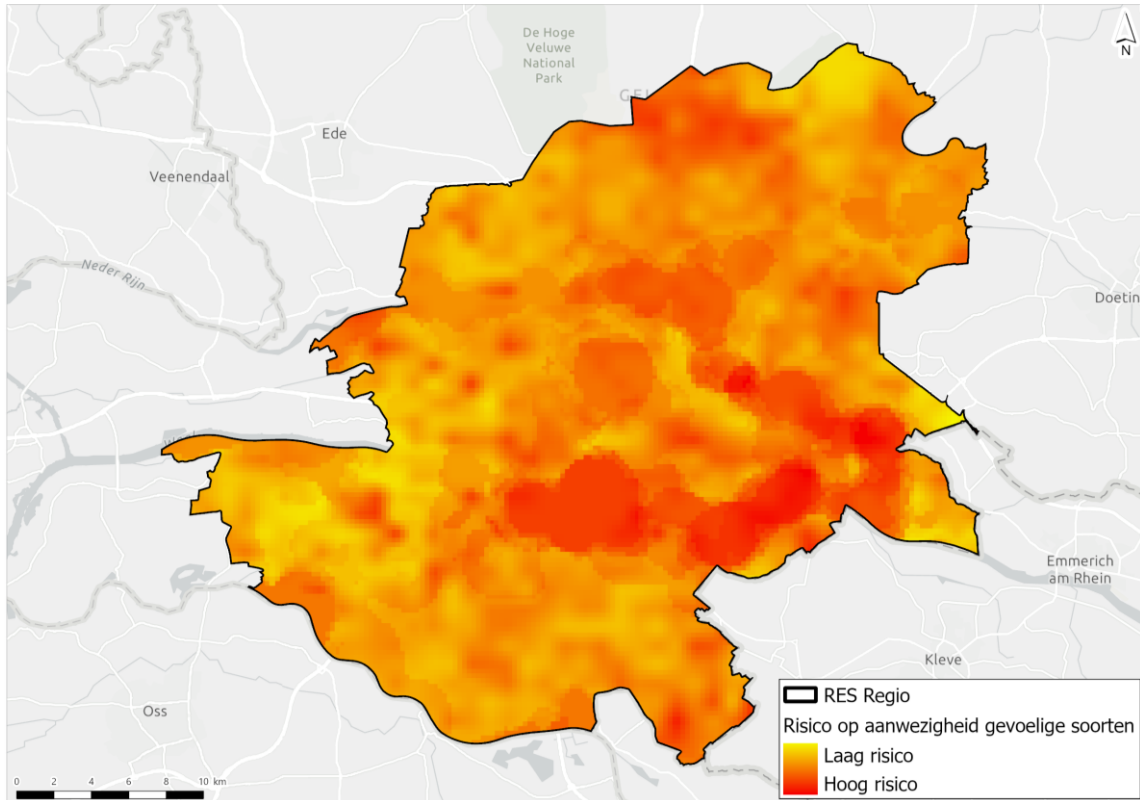 De Hoge
Veluwe
National
Park
N
GEL
Ede
Veenendaal
Neder Rijn
Doetin
Emmerich
am Rhein
Kleve
Oss
RES Regio
Risico op aanwezigheid gevoelige soorten
Laag risico
Hoog risico
0 2 4 6 8 10 km